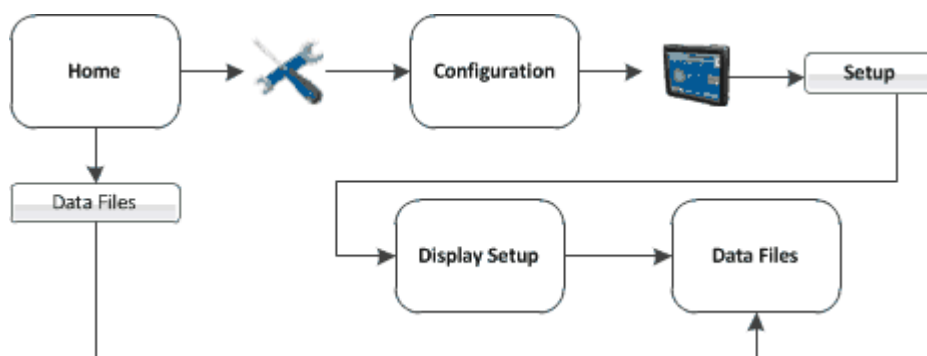 Home
Configuration
Setup
Data Files
Display Setup
Data Files